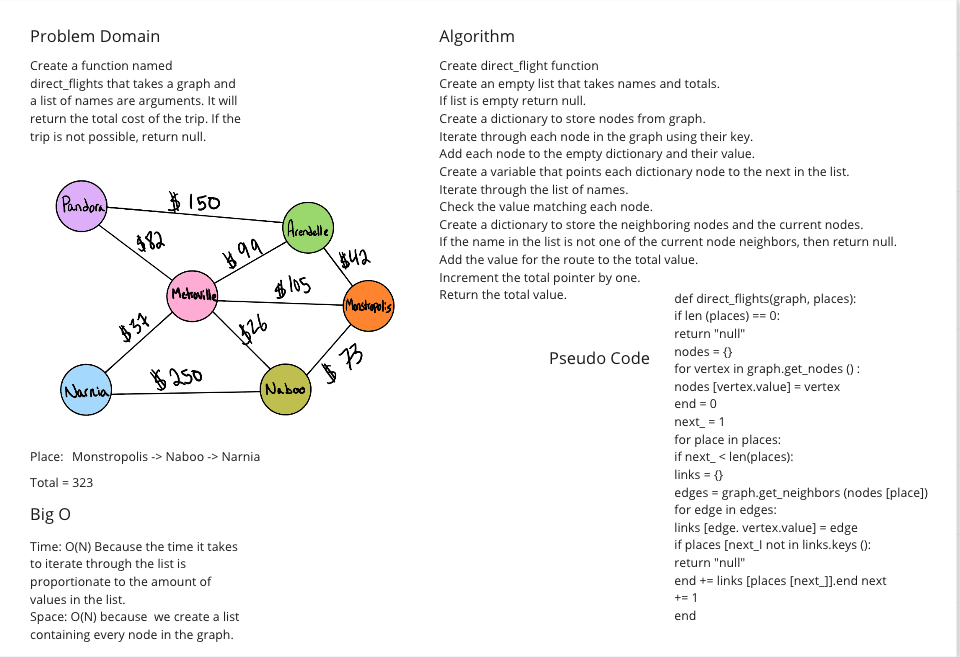 Problem Domain
Create a function named
direct_flights that takes a graph and
a list of names are arguments. It will
return the total cost of the trip. If the
trip is not possible, return null.
Pandora
$ 150
Arendelle
$82
$99
$42
Metroville
$105
Monstropolis
$37
$26
$ 73
Narnia
$250
Naboo
Place: Monstropolis -> Naboo -> Narnia
Total = 323
Big O
Time: O(N) Because the time it takes
to iterate through the list is
proportionate to the amount of
values in the list.
Space: O(N) because we create a list
containing every node in the graph.
Algorithm
Create direct_flight function
Create an empty list that takes names and totals.
If list is empty return null.
Create a dictionary to store nodes from graph.
Iterate through each node in the graph using their key.
Add each node to the empty dictionary and their value.
Create a variable that points each dictionary node to the next in the list.
Iterate through the list of names.
Check the value matching each node.
Create a dictionary to store the neighboring nodes and the current nodes.
If the name in the list is not one of the current node neighbors, then return null.
Add the value for the route to the total value.
Increment the total pointer by one.
Return the total value.
Pseudo Code
def direct_flights(graph, places):
if len (places) == 0:
return "null"
nodes = {}
for vertex in graph.get_nodes () :
nodes [vertex.value] = vertex
end = 0
next_ = 1
for place in places:
if next_ < len(places):
links = {}
edges = graph.get_neighbors (nodes [place])
for edge in edges:
links [edge. vertex.value] = edge
if places [next_l not in links.keys ():
return "null"
end += links [places [next_]].end next
+= 1
end